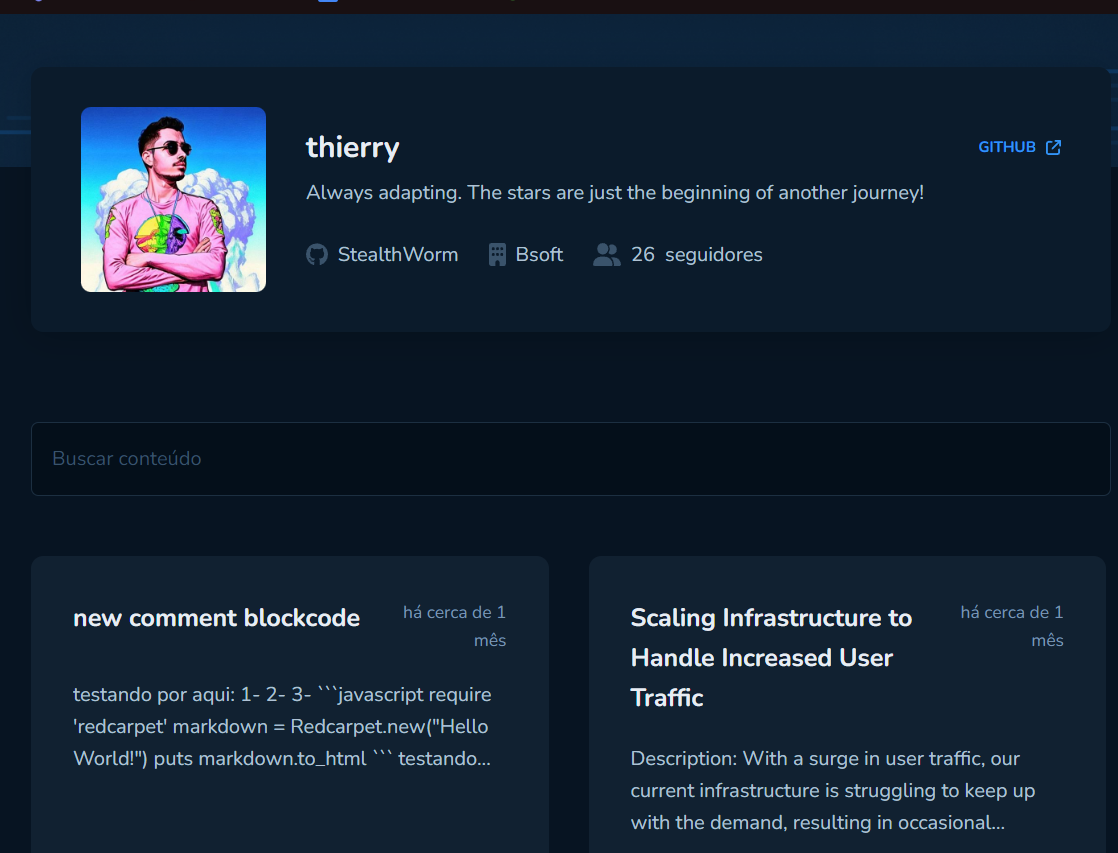 thierry
GITHUB
Always adapting. The stars are just the beginning of another journey!
StealthWorm Bsoft 26 seguidores
Buscar conteúdo
new comment blockcode
há cerca de 1
mês
testando por aqui: 1- 2- 3- ```javascript require
'redcarpet' markdown = Redcarpet.new("Hello
World!") puts markdown.to_html ``` testando...
Scaling Infrastructure to
Handle Increased User
Traffic
há cerca de 1
mês
Description: With a surge in user traffic, our
current infrastructure is struggling to keep up
with the demand, resulting in occasional...